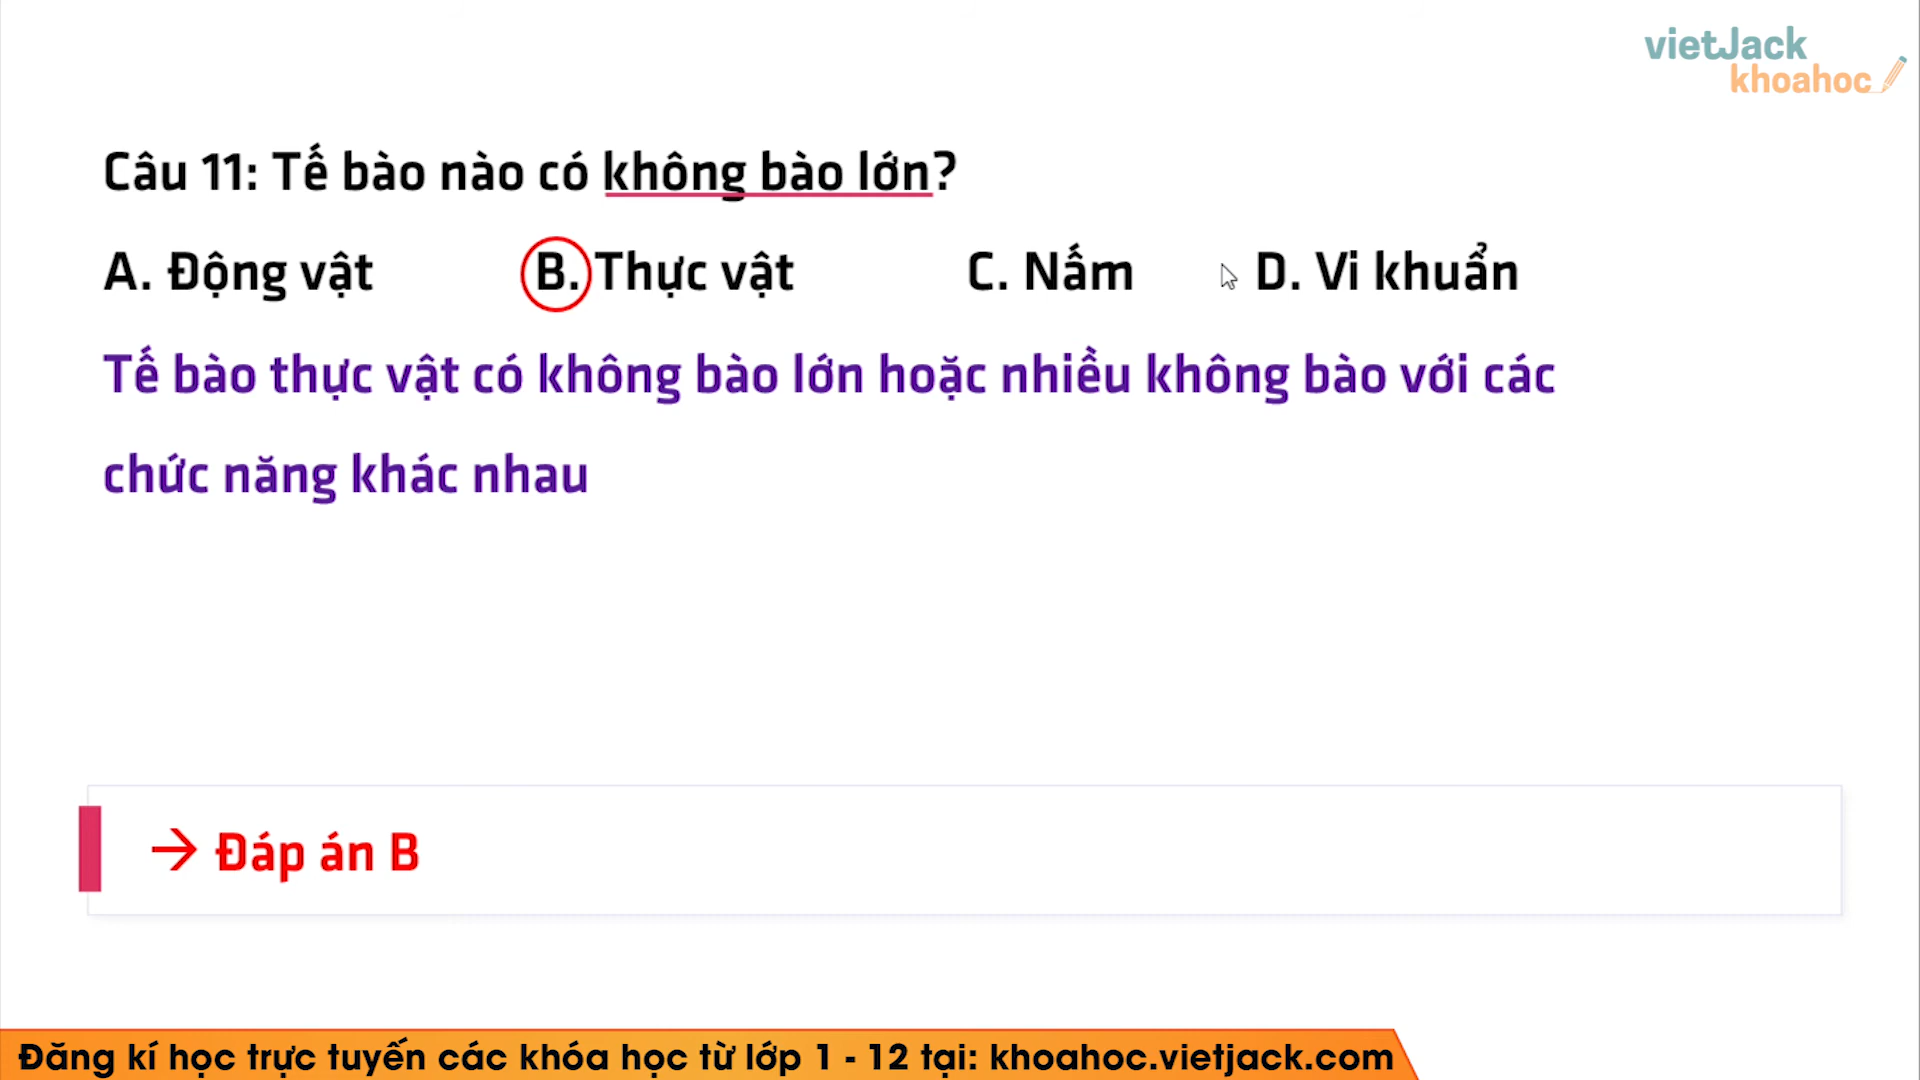 vietJack
khoahoc
Câu 11: Tế bào nào có không bào lớn?
A. Động vật B. Thực vật C. Nấm D. Vi khuẩn
Tế bào thực vật có không bào lớn hoặc nhiều không bào với các
chức năng khác nhau
→ Đáp án B
Đăng kí học trực tuyến các khóa học từ lớp 1 - 12 tại: khoahoc.vietjack.com